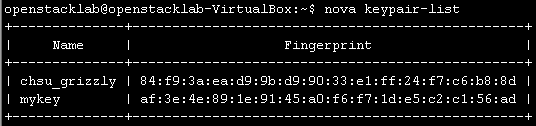 openstacklab@openstacklab-VirtualBox:~$ nova keypair-list
+--------------+-------------------------------------------------+
| Name | Fingerprint |
+--------------+-------------------------------------------------+
| chsu_grizzly | 84:f9:3a:ea:d9:9b:d9:90:33:e1:ff:24:f7:c6:b8:8d |
| mykey | af:3e:4e:89:1e:91:45:a0:f6:f7:1d:e5:c2:c1:56:ad |
+--------------+-------------------------------------------------+